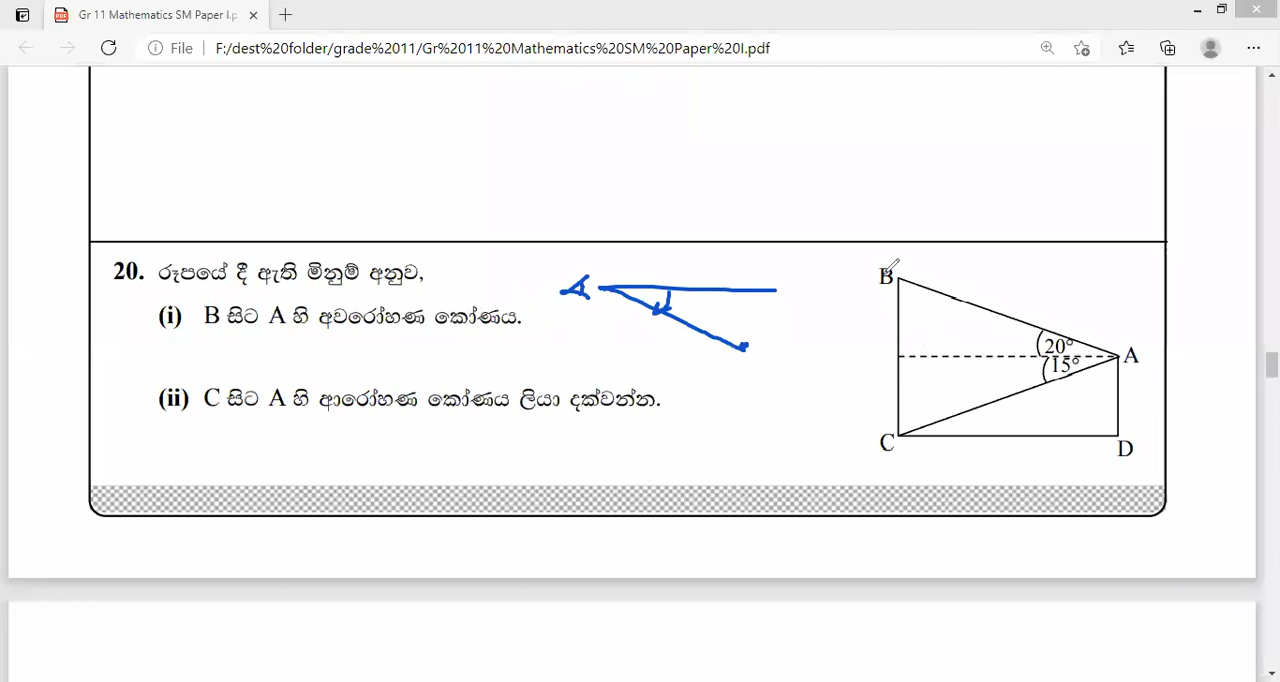 Gr 11 Mathematics SM Paper I.p
File F:/dest%20folder/grade%2011/Gr%2011%20Mathematics%20SM%20Paper%20I.pdf
20. රූපයේ දී ඇති මිනුම් අනුව,
(i) B සිට A හි අවරෝහණ කෝණය.
(ii) C සිට A හි ආරෝහණ කෝණය ලියා දක්වන්න.
B
20°
A
15°
C
D